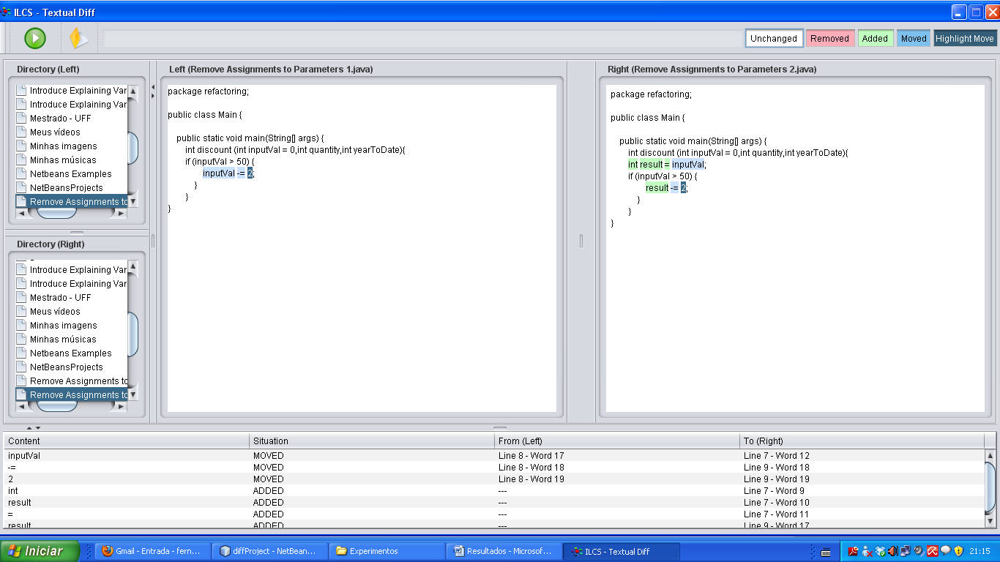 ILCS - Textual Diff
Unchanged
Removed
Added
Moved
Highlight Move
Directory (Left)
Introduce Explaining Var
Introduce Explaining Var
Mestrado - UFF
Meus vídeos
Minhas imagens
Minhas músicas
Netbeans Examples
NetBeansProjects
Remove Assignments to
Directory (Right)
Introduce Explaining Var
Introduce Explaining Var
Mestrado - UFF
Meus vídeos
Minhas imagens
Minhas músicas
Netbeans Examples
NetBeansProjects
Remove Assignments to
Remove Assignments to
Left (Remove Assignments to Parameters 1.java)
package refactoring;
public class Main {
public static void main(String[] args) {
int discount (int inputVal = 0,int quantity,int yearToDate){
if (inputVal > 50) {
inputVal -= 2;
}
}
}
Right (Remove Assignments to Parameters 2.java)
package refactoring;
public class Main {
public static void main(String[] args) {
int discount (int inputVal = 0,int quantity,int yearToDate){
int result = inputVal;
if (inputVal > 50) {
result -= 2;
}
}
}
Content Situation From (Left) To (Right)
inputVal MOVED Line 8 - Word 17 Line 7 - Word 12
-= MOVED Line 8 - Word 18 Line 9 - Word 18
2 MOVED Line 8 - Word 19 Line 9 - Word 19
int ADDED --- Line 7 - Word 9
result ADDED --- Line 7 - Word 10
= ADDED --- Line 7 - Word 11
result ADDED --- Line 9 - Word 17
Iniciar
Gmail - Entrada - fern...
diffProject - NetBean...
Experimentos
Resultados - Microsof...
ILCS - Textual Diff
21:15